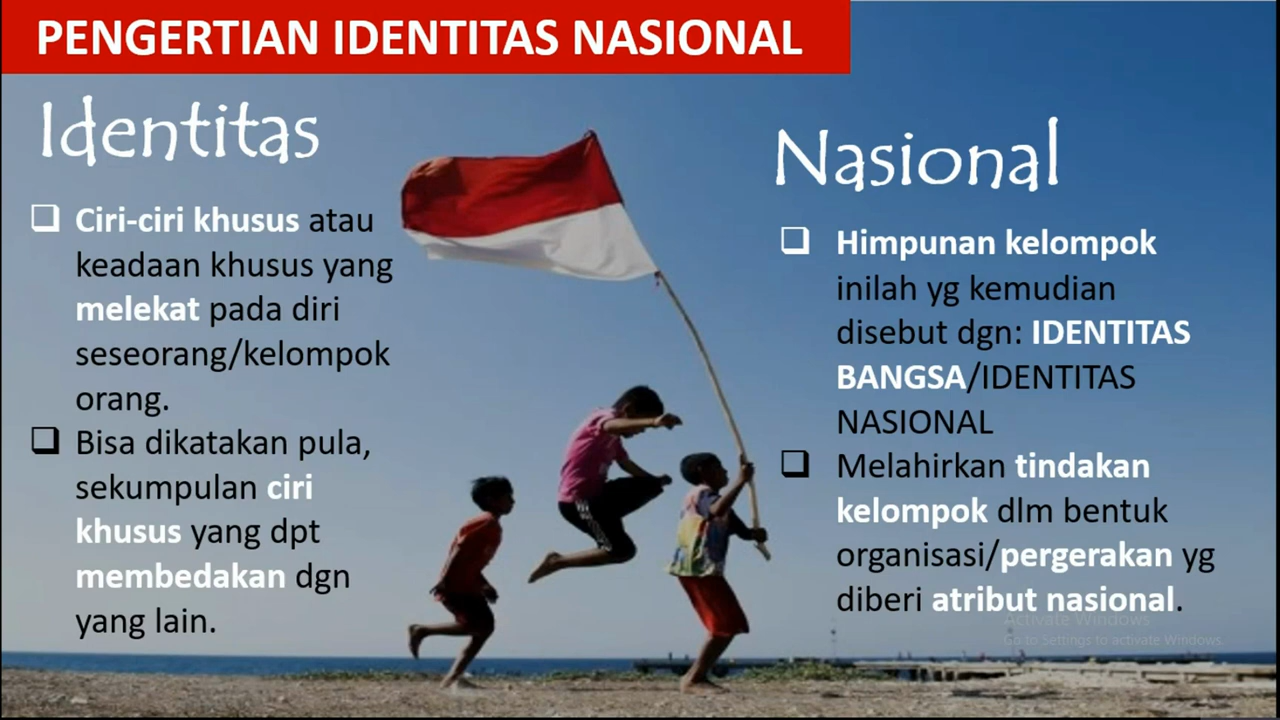 PENGERTIAN IDENTITAS NASIONAL
Identitas
❑ Ciri-ciri khusus atau
keadaan khusus yang
melekat pada diri
seseorang/kelompok
orang.
❑ Bisa dikatakan pula,
sekumpulan ciri
khusus yang dpt
membedakan dgn
yang lain.
Nasional
❑ Himpunan kelompok
inilah yg kemudian
disebut dgn: IDENTITAS
BANGSA/IDENTITAS
NASIONAL
❑ Melahirkan tindakan
kelompok dlm bentuk
organisasi/pergerakan yg
diberi atribut nasional.
Activate Windows
Go to Settings to activate Windows.